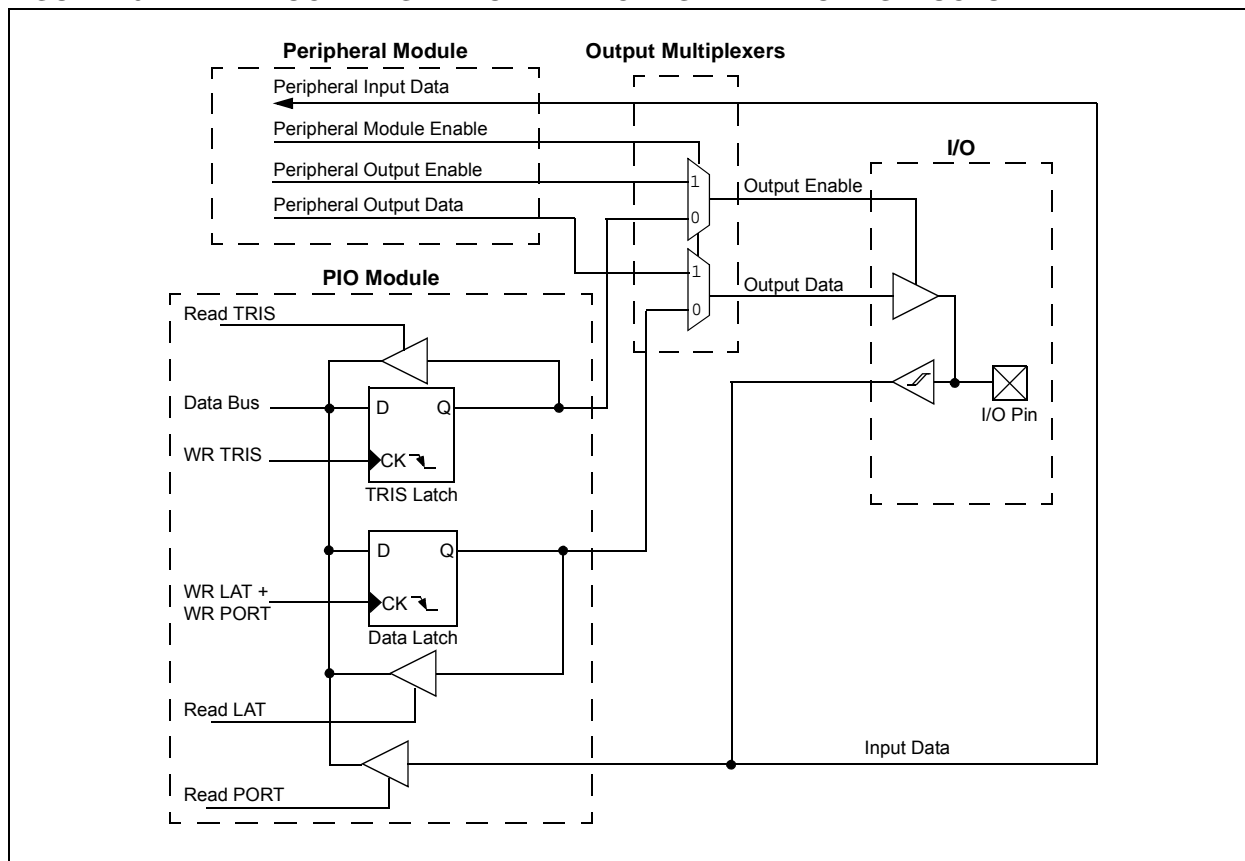 Peripheral Module
Output Multiplexers
Peripheral Input Data
Peripheral Module Enable
Peripheral Output Enable
Peripheral Output Data
1
0
Output Enable
I/O
1
0
Output Data
I/O Pin
PIO Module
Read TRIS
Data Bus
D
Q
WR TRIS
CK
TRIS Latch
D
Q
WR LAT +
WR PORT
CK
Data Latch
Read LAT
Input Data
Read PORT